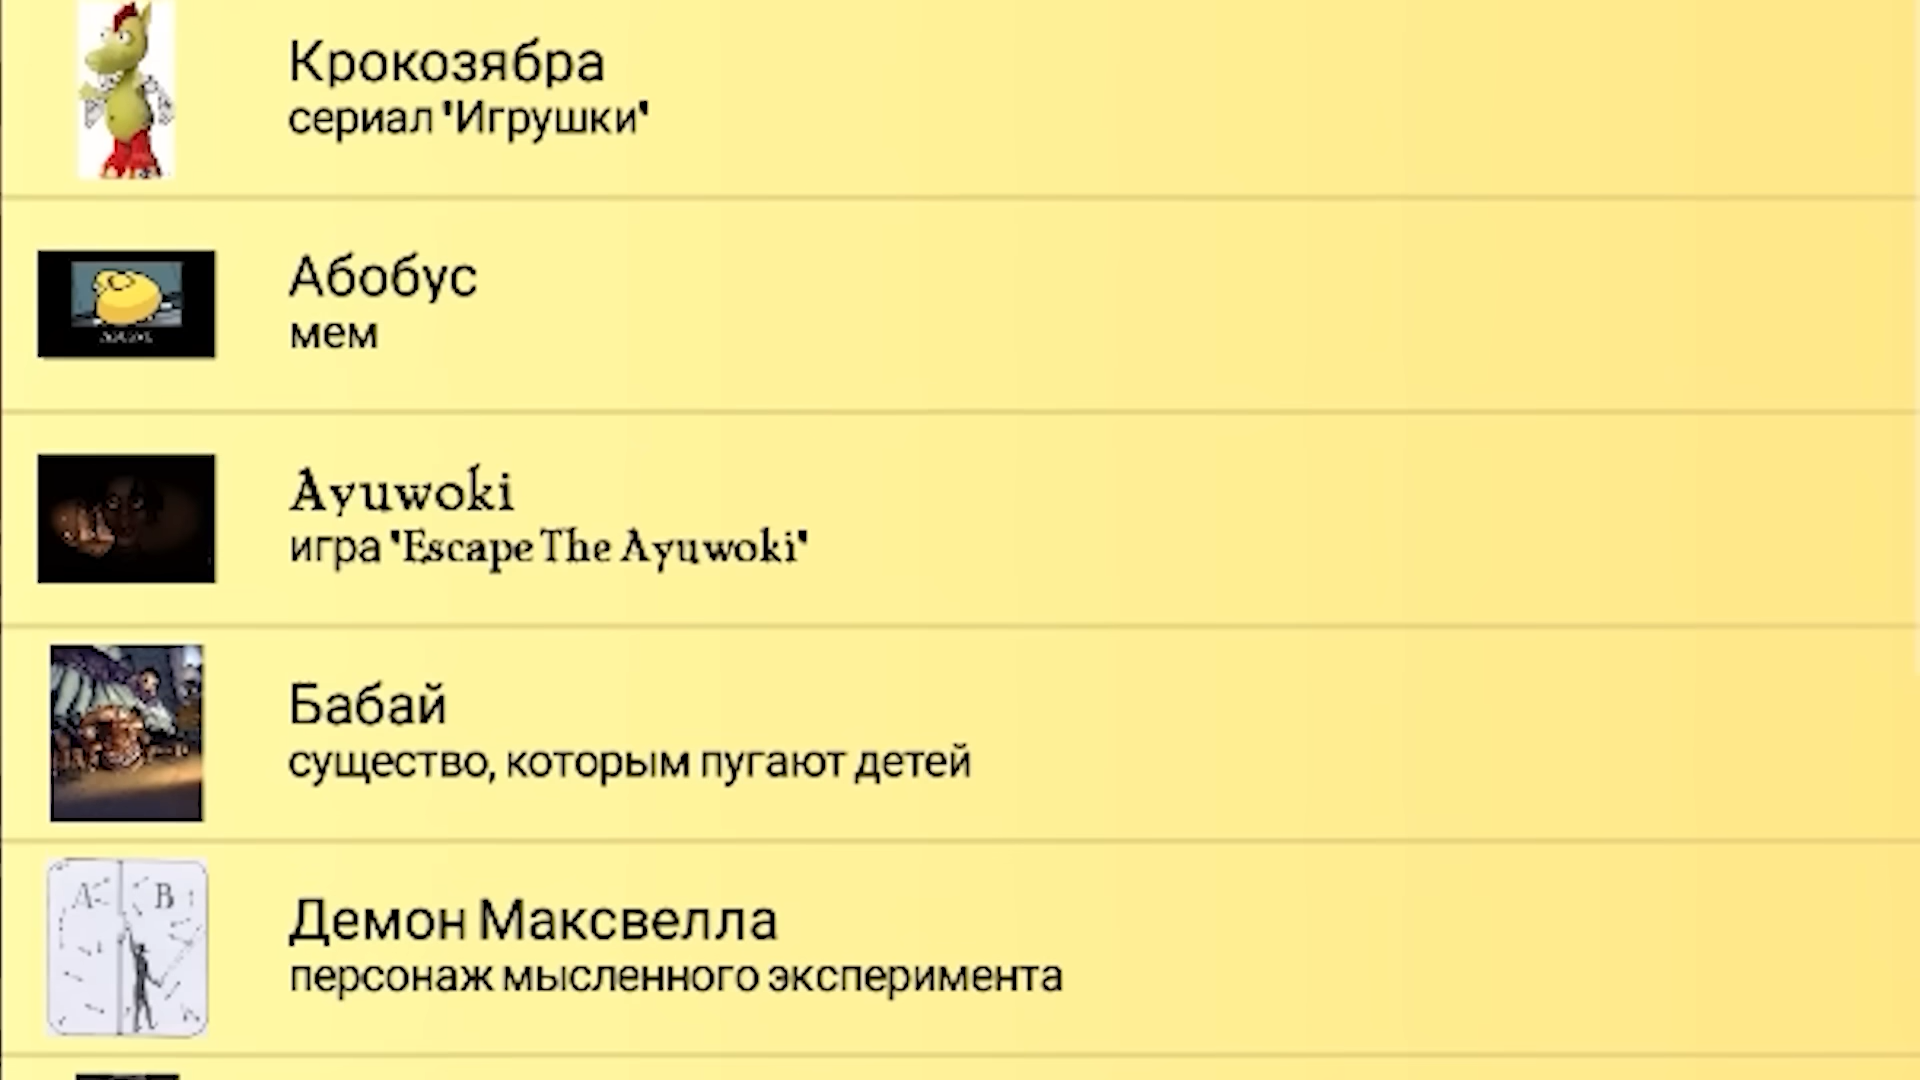 Крокозябра
сериал "Игрушки"
Абобус
мем
Ayuwoki
игра "Escape The Ayuwoki"
Бабай
существо, которым пугают детей
A B
Демон Максвелла
персонаж мысленного эксперимента